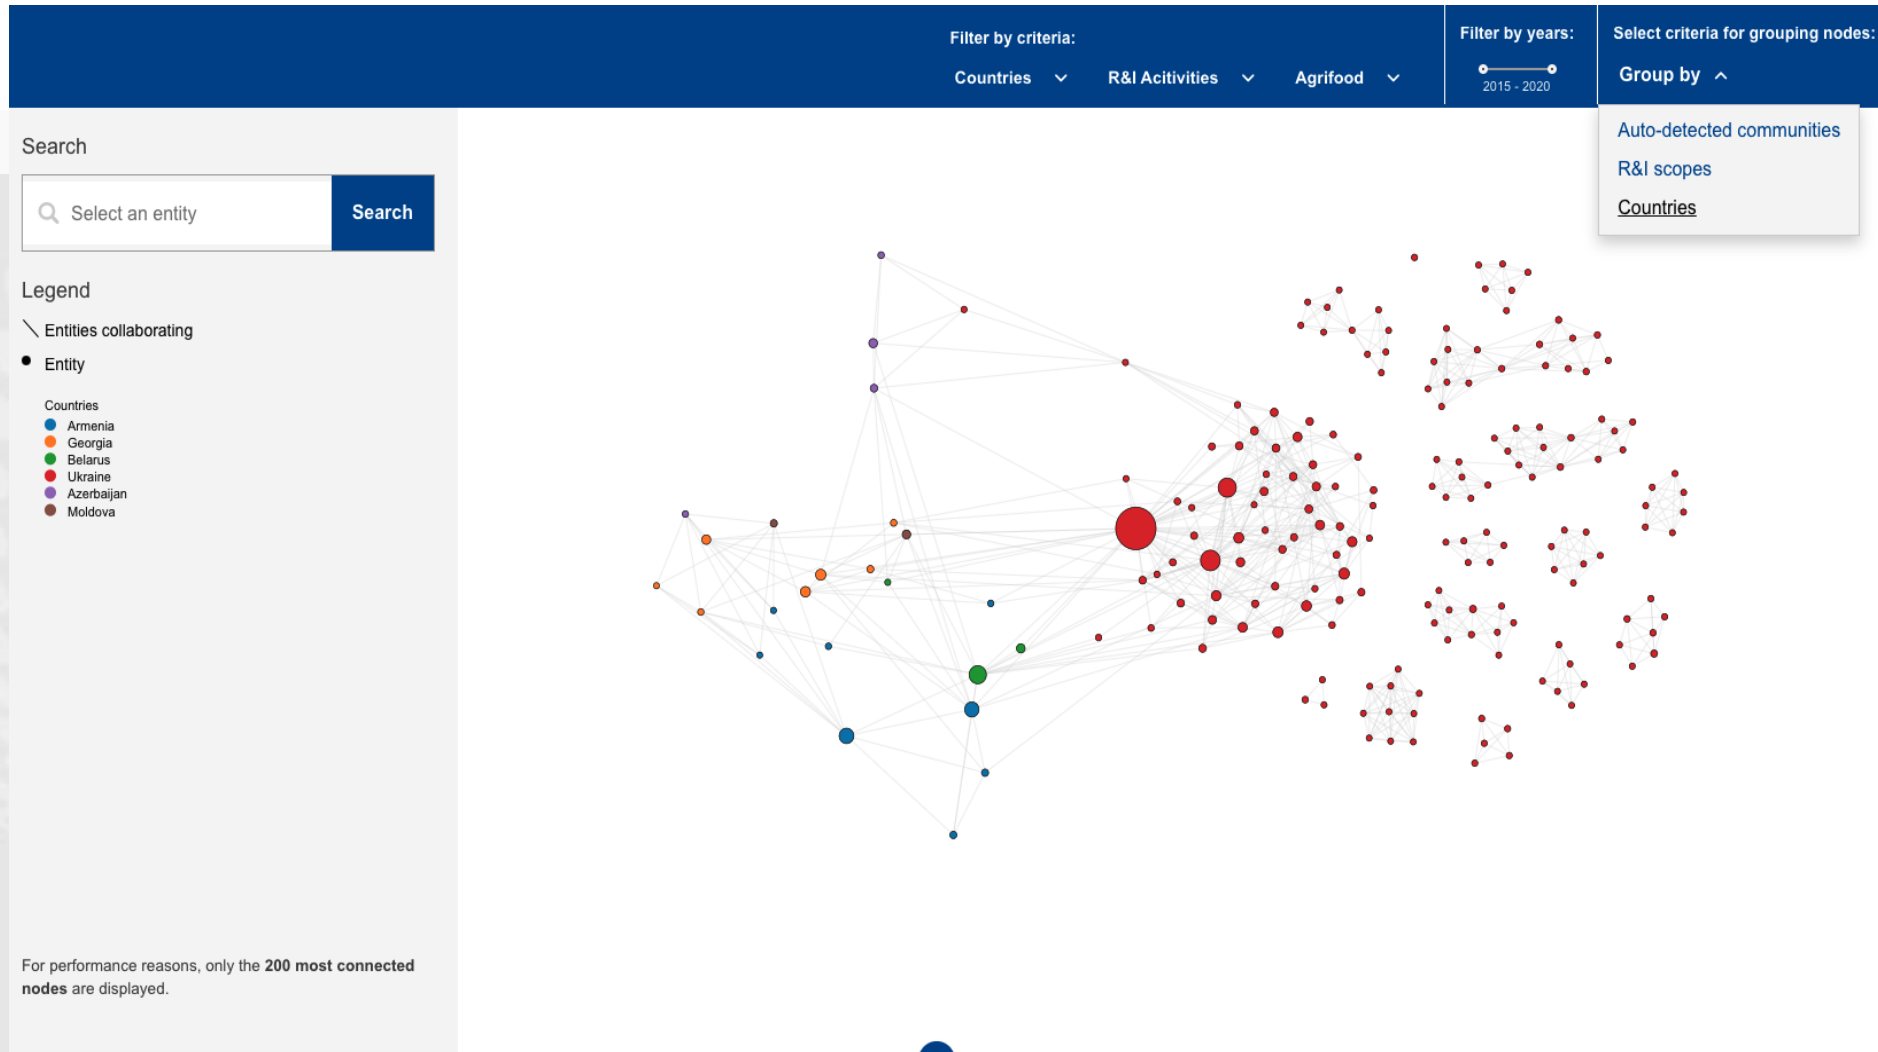 Filter by criteria:
Countries
R&I Acitivities
Agrifood
Filter by years:
2015 - 2020
Select criteria for grouping nodes:
Group by
Auto-detected communities
R&I scopes
Countries
Search
Select an entity
Search
Legend
Entities collaborating
Entity
Countries
Armenia
Georgia
Belarus
Ukraine
Azerbaijan
Moldova
For performance reasons, only the 200 most connected
nodes are displayed.